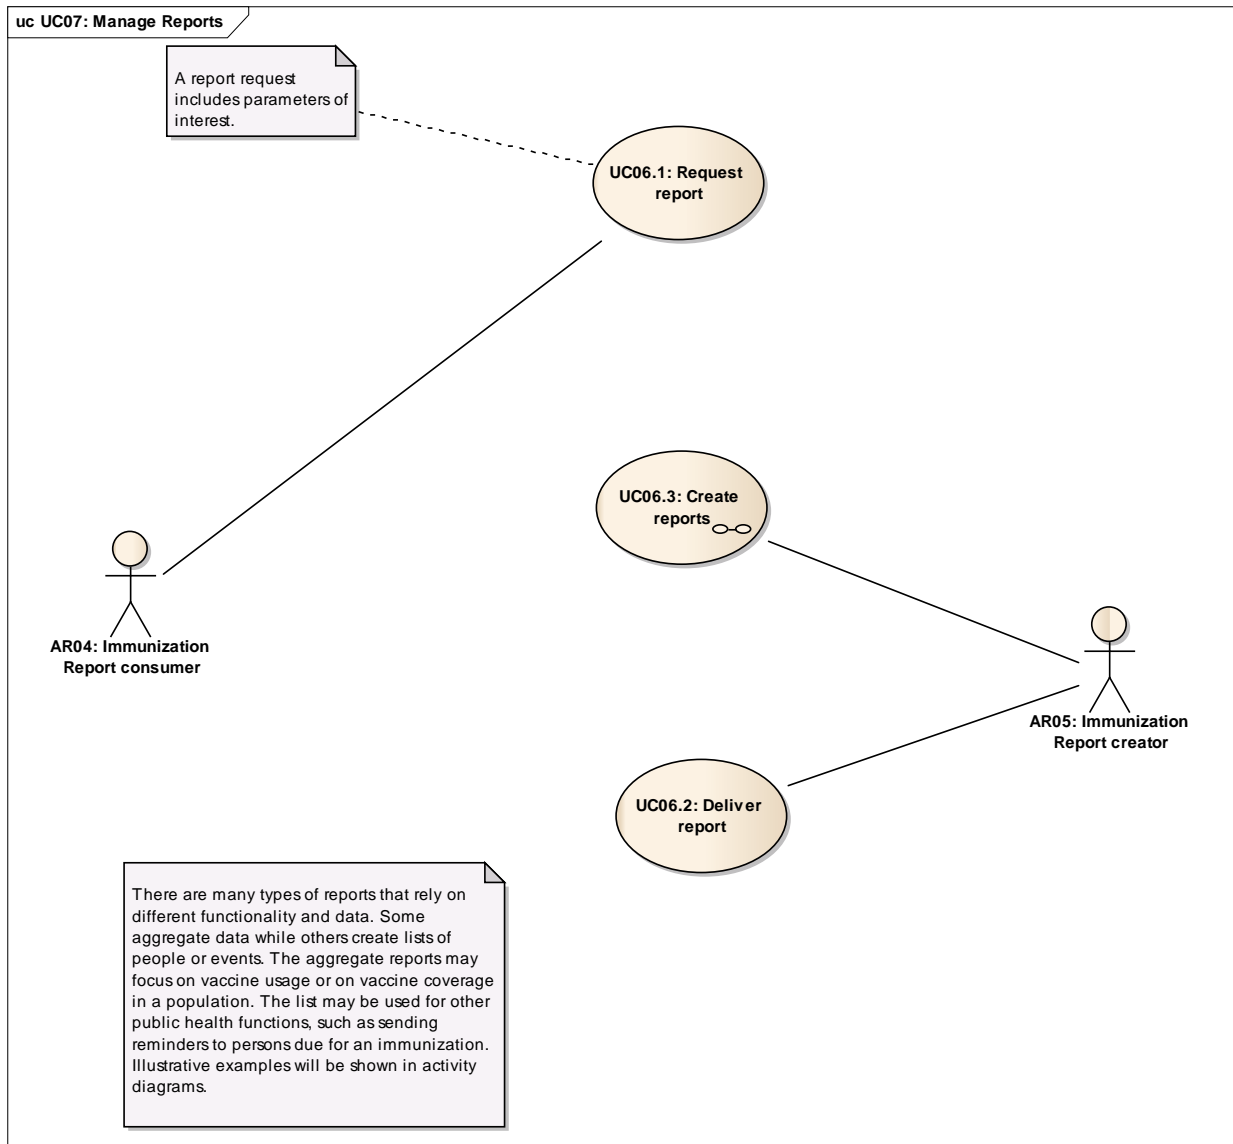 uc UC07: Manage Reports
A report request
includes parameters of
interest.
UC06.1: Request
report
UC06.3: Create
reports
AR04: Immunization
Report consumer
AR05: Immunization
Report creator
UC06.2: Deliver
report
There are many types of reports that rely on
different functionality and data. Some
aggregate data while others create lists of
people or events. The aggregate reports may
focus on vaccine usage or on vaccine coverage
in a population. The list may be used for other
public health functions, such as sending
reminders to persons due for an immunization.
Illustrative examples will be shown in activity
diagrams.